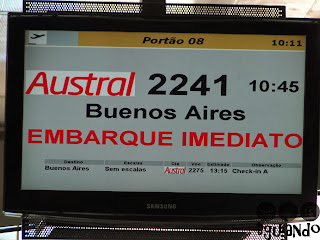 Portão 08 10:11
Austral 2241 10:45
Buenos Aires
EMBARQUE IMEDIATO
Destino Escalas Cia Voo Estimado Observação
Buenos Aires Sem escalas Austral 2275 13:15 Check-in A
SAMSUNG